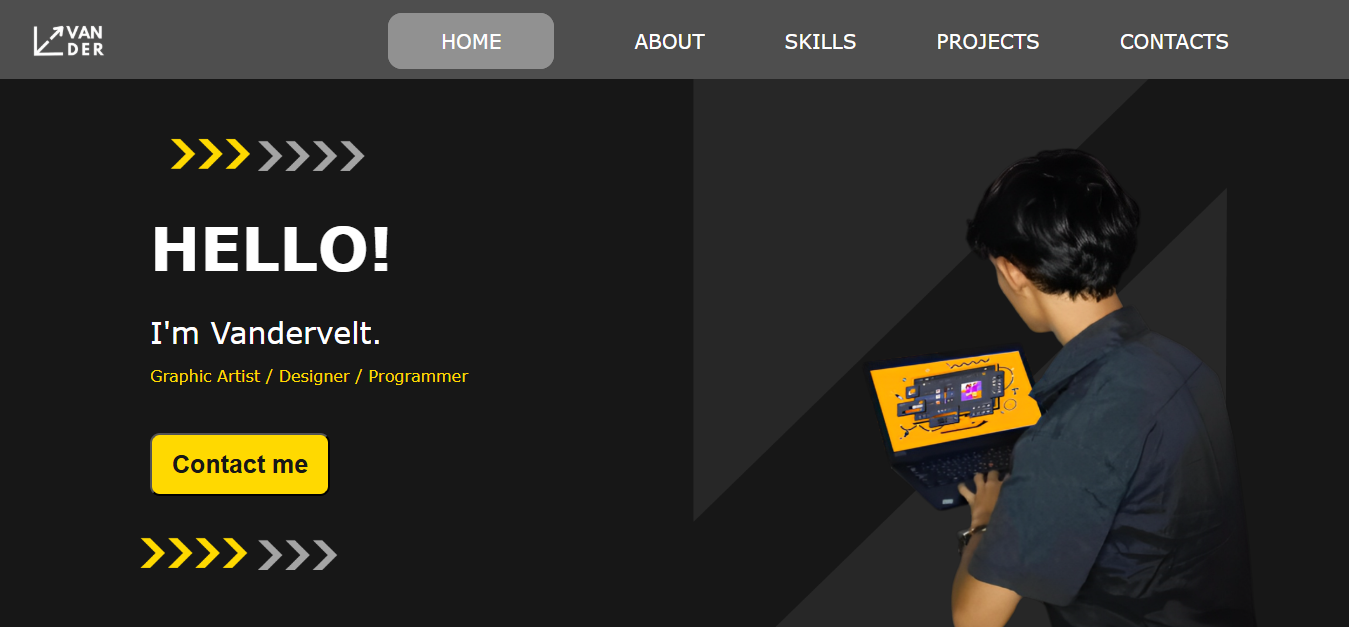 VAN
DER
HOME ABOUT SKILLS PROJECTS CONTACTS
HELLO!
I'm Vandervelt.
Graphic Artist / Designer / Programmer
Contact me